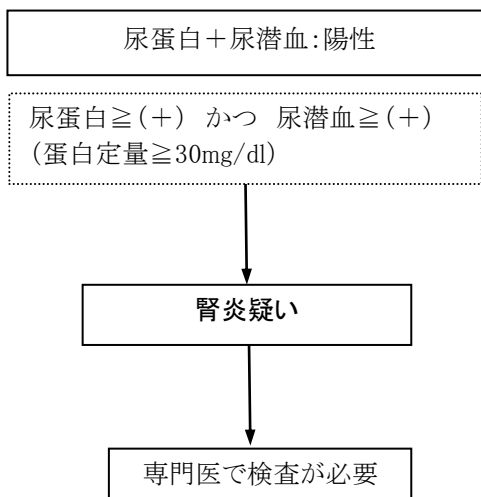 尿蛋白＋尿潜血:陽性
尿蛋白≧(+) かつ 尿潜血≧(+)
(蛋白定量≧30mg/dl)
腎炎疑い
専門医で検査が必要